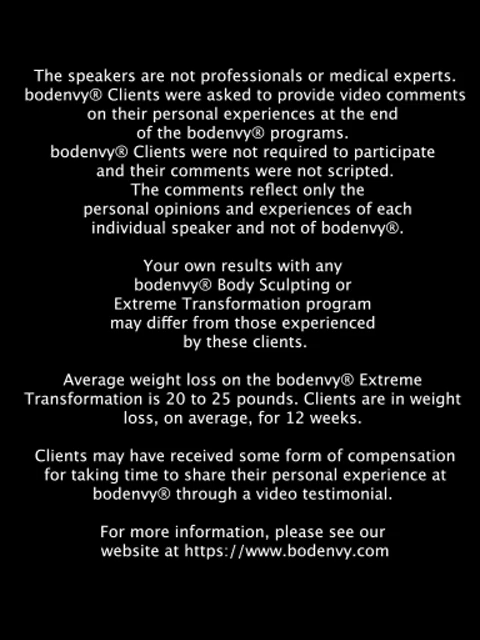 The speakers are not professionals or medical experts.
bodenvy® Clients were asked to provide video comments
on their personal experiences at the end
of the bodenvy® programs.
bodenvy® Clients were not required to participate
and their comments were not scripted.
The comments reflect only the
personal opinions and experiences of each
individual speaker and not of bodenvy®.
Your own results with any
bodenvy® Body Sculpting or
Extreme Transformation program
may differ from those experienced
by these clients.
Average weight loss on the bodenvy® Extreme
Transformation is 20 to 25 pounds. Clients are in weight
loss, on average, for 12 weeks.
Clients may have received some form of compensation
for taking time to share their personal experience at
bodenvy® through a video testimonial.
For more information, please see our
website at https://www.bodenvy.com